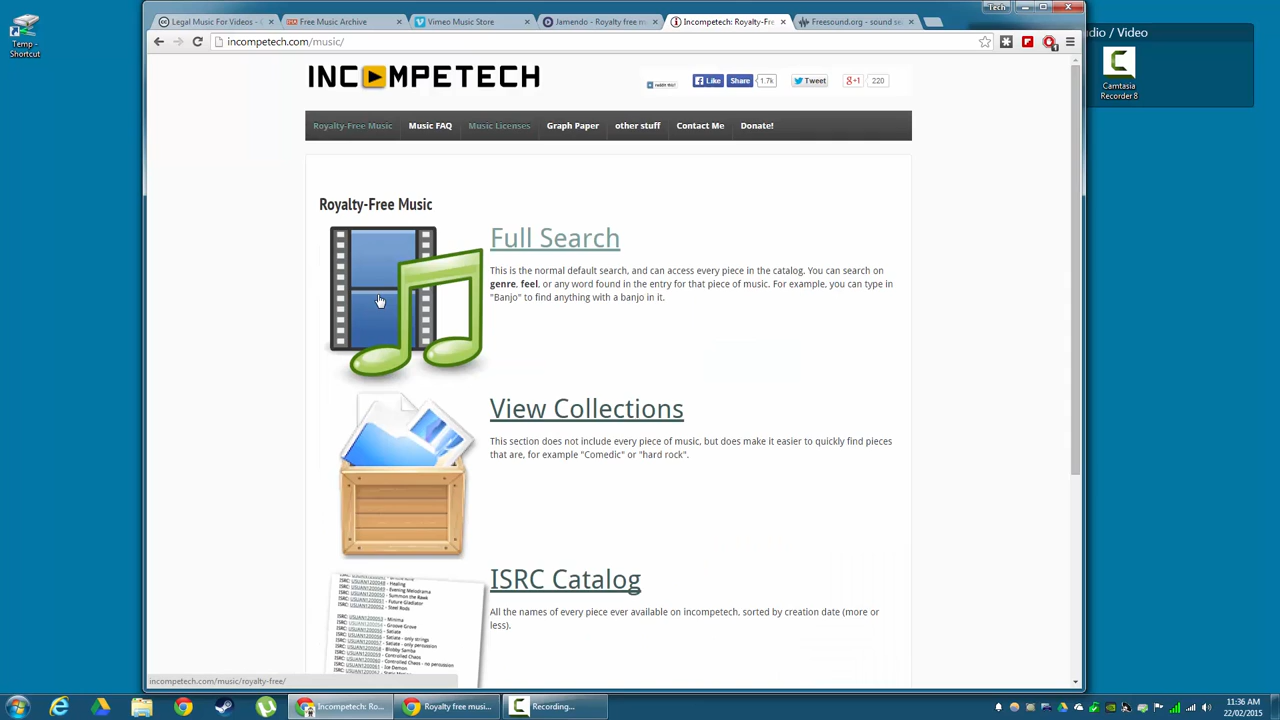 Temp -
Shortcut
Legal Music For Videos - C
Free Music Archive
Vimeo Music Store
Jamendo - Royalty free m
Incompetech: Royalty-Fre
Freesound.org - sound se
Tech
incompetech.com/music/
dio / Video
Camtasia
Recorder 8
INCOMPETECH
Like
Share
1.7k
Tweet
+1
220
Royalty-Free Music
Music FAQ
Music Licenses
Graph Paper
other stuff
Contact Me
Donate!
Royalty-Free Music
Full Search
This is the normal default search, and can access every piece in the catalog. You can search on
genre, feel, or any word found in the entry for that piece of music. For example, you can type in
"Banjo" to find anything with a banjo in it.
View Collections
This section does not include every piece of music, but does make it easier to quickly find pieces
that are, for example "Comedic" or "hard rock".
ISRC Catalog
All the names of every piece ever available on incompetech, sorted by creation date (more or
less).
incompetech.com/music/royalty-free/
Incompetech: Ro...
Royalty free musi...
Recording...
11:36 AM
22/02/2015